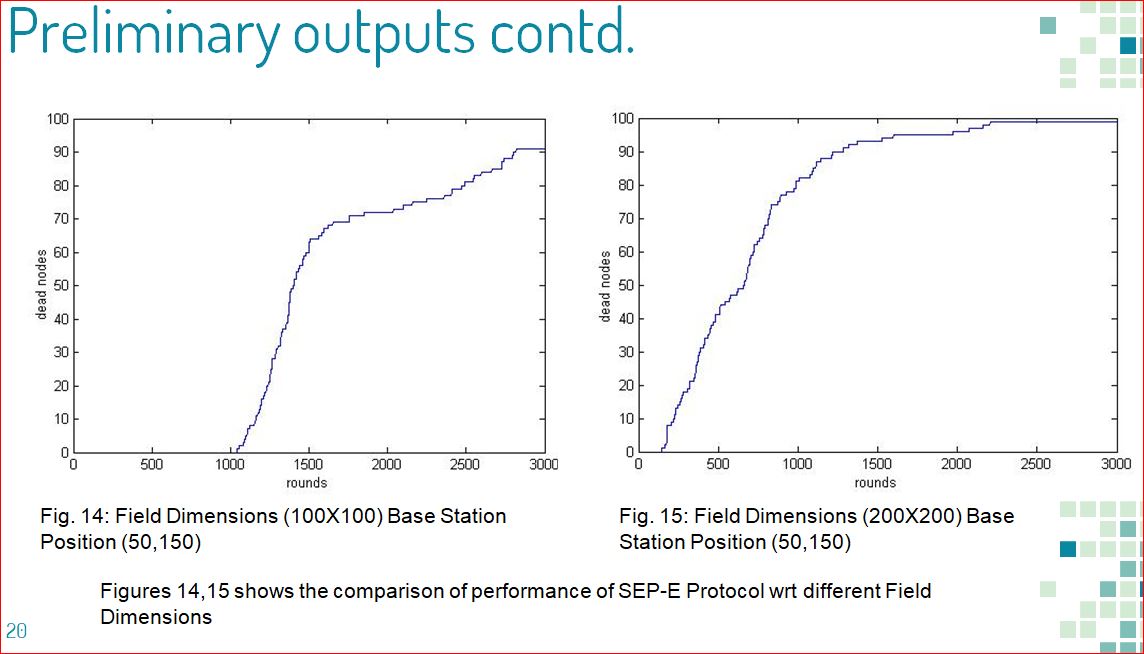 Preliminary outputs contd.
100
90
80
70
60
50
40
30
20
10
0
dead nodes
0 500 1000 1500 2000 2500 3000
rounds
100
90
80
70
60
50
40
30
20
10
0
dead nodes
0 500 1000 1500 2000 2500 3000
rounds
Fig. 14: Field Dimensions (100X100) Base Station
Position (50,150)
Fig. 15: Field Dimensions (200X200) Base
Station Position (50,150)
Figures 14,15 shows the comparison of performance of SEP-E Protocol wrt different Field
Dimensions
20